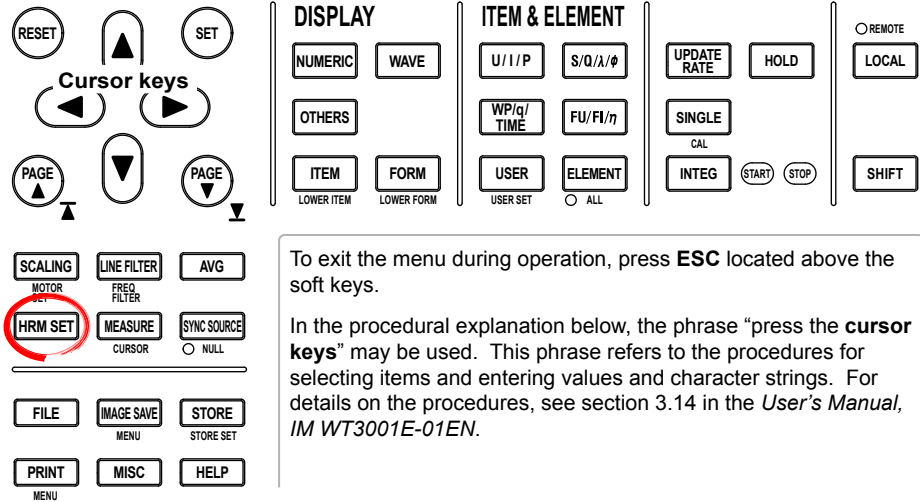 RESET
SET
Cursor keys
PAGE
PAGE
DISPLAY
NUMERIC
WAVE
OTHERS
ITEM
FORM
LOWER ITEM
LOWER FORM
ITEM & ELEMENT
U / I / P
S/Q/λ/ϕ
WP/q/
TIME
FU/FI/η
USER
ELEMENT
USER SET
ALL
UPDATE
RATE
HOLD
SINGLE
CAL
INTEG
START
STOP
REMOTE
LOCAL
SHIFT
SCALING
LINE FILTER
AVG
MOTOR
SET
FREQ
FILTER
HRM SET
MEASURE
SYNC SOURCE
CURSOR
NULL
FILE
IMAGE SAVE
STORE
MENU
STORE SET
PRINT
MISC
HELP
MENU
To exit the menu during operation, press ESC located above the
soft keys.
In the procedural explanation below, the phrase “press the cursor
keys” may be used. This phrase refers to the procedures for
selecting items and entering values and character strings. For
details on the procedures, see section 3.14 in the User's Manual,
IM WT3001E-01EN.